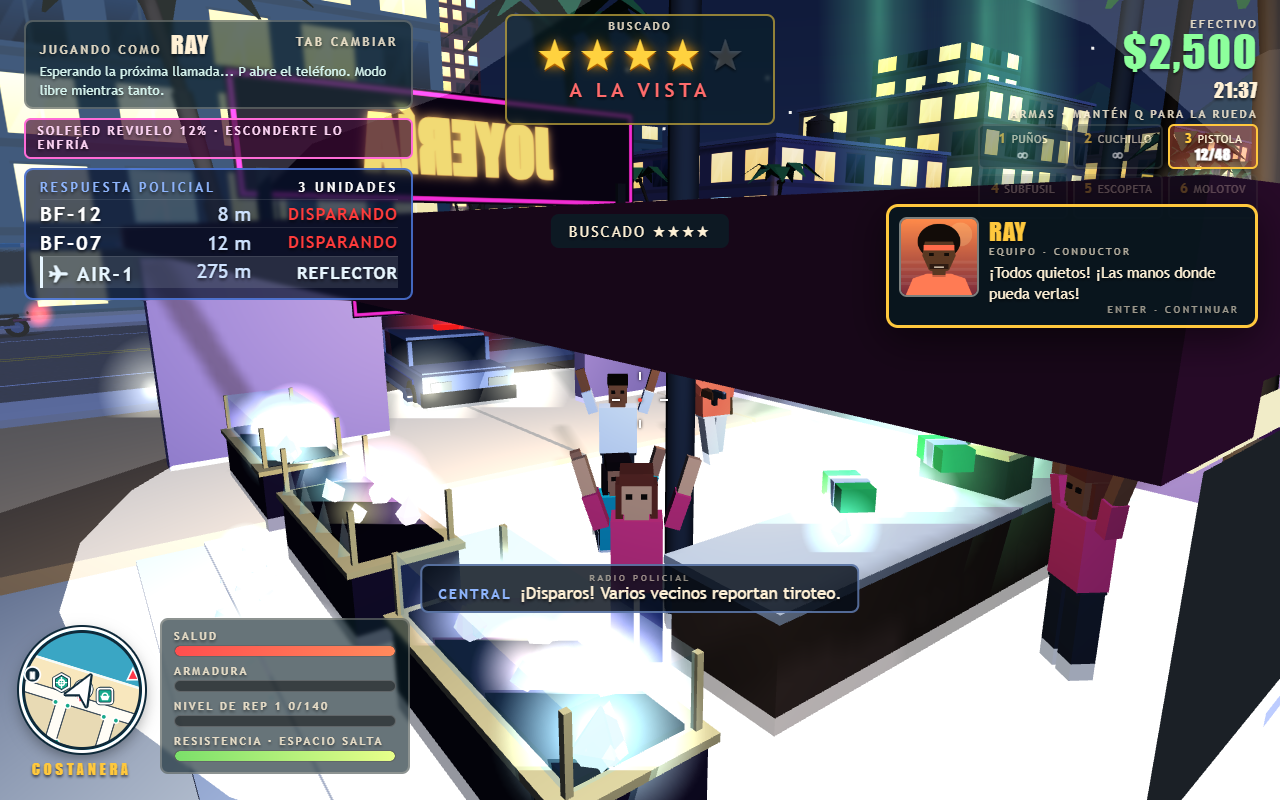 JUGANDO COMO RAY
TAB CAMBIAR
Esperando la próxima llamada... P abre el teléfono. Modo
libre mientras tanto.
SOLFEED REVUELO 12% · ESCONDERTE LO
ENFRÍA
RESPUESTA POLICIAL 3 UNIDADES
BF-12 8 m DISPARANDO
BF-07 12 m DISPARANDO
AIR-1 275 m REFLECTOR
BUSCADO
A LA VISTA
BUSCADO ★★★★
JOYERÍA
EFECTIVO
$2,500
21:37
ARMAS · MANTÉN Q PARA LA RUEDA
1 PUÑOS
∞
2 CUCHILLO
∞
3 PISTOLA
12/48
4 SUBFUSIL
5 ESCOPETA
6 MOLOTOV
RAY
EQUIPO · CONDUCTOR
¡Todos quietos! ¡Las manos donde
pueda verlas!
ENTER · CONTINUAR
RADIO POLICIAL
CENTRAL ¡Disparos! Varios vecinos reportan tiroteo.
SALUD
ARMADURA
NIVEL DE REP 1 0/140
RESISTENCIA · ESPACIO SALTA
COSTANERA